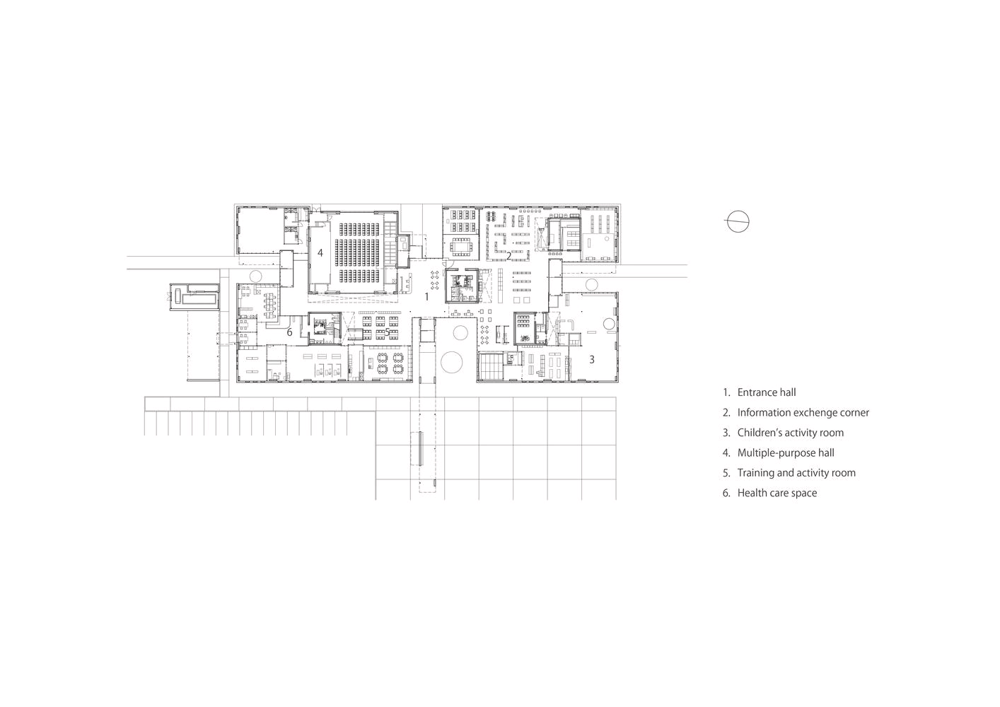 4
2
1
6
5
3
1. Entrance hall
2. Information exchenge corner
3. Children’s activity room
4. Multiple-purpose hall
5. Training and activity room
6. Health care space